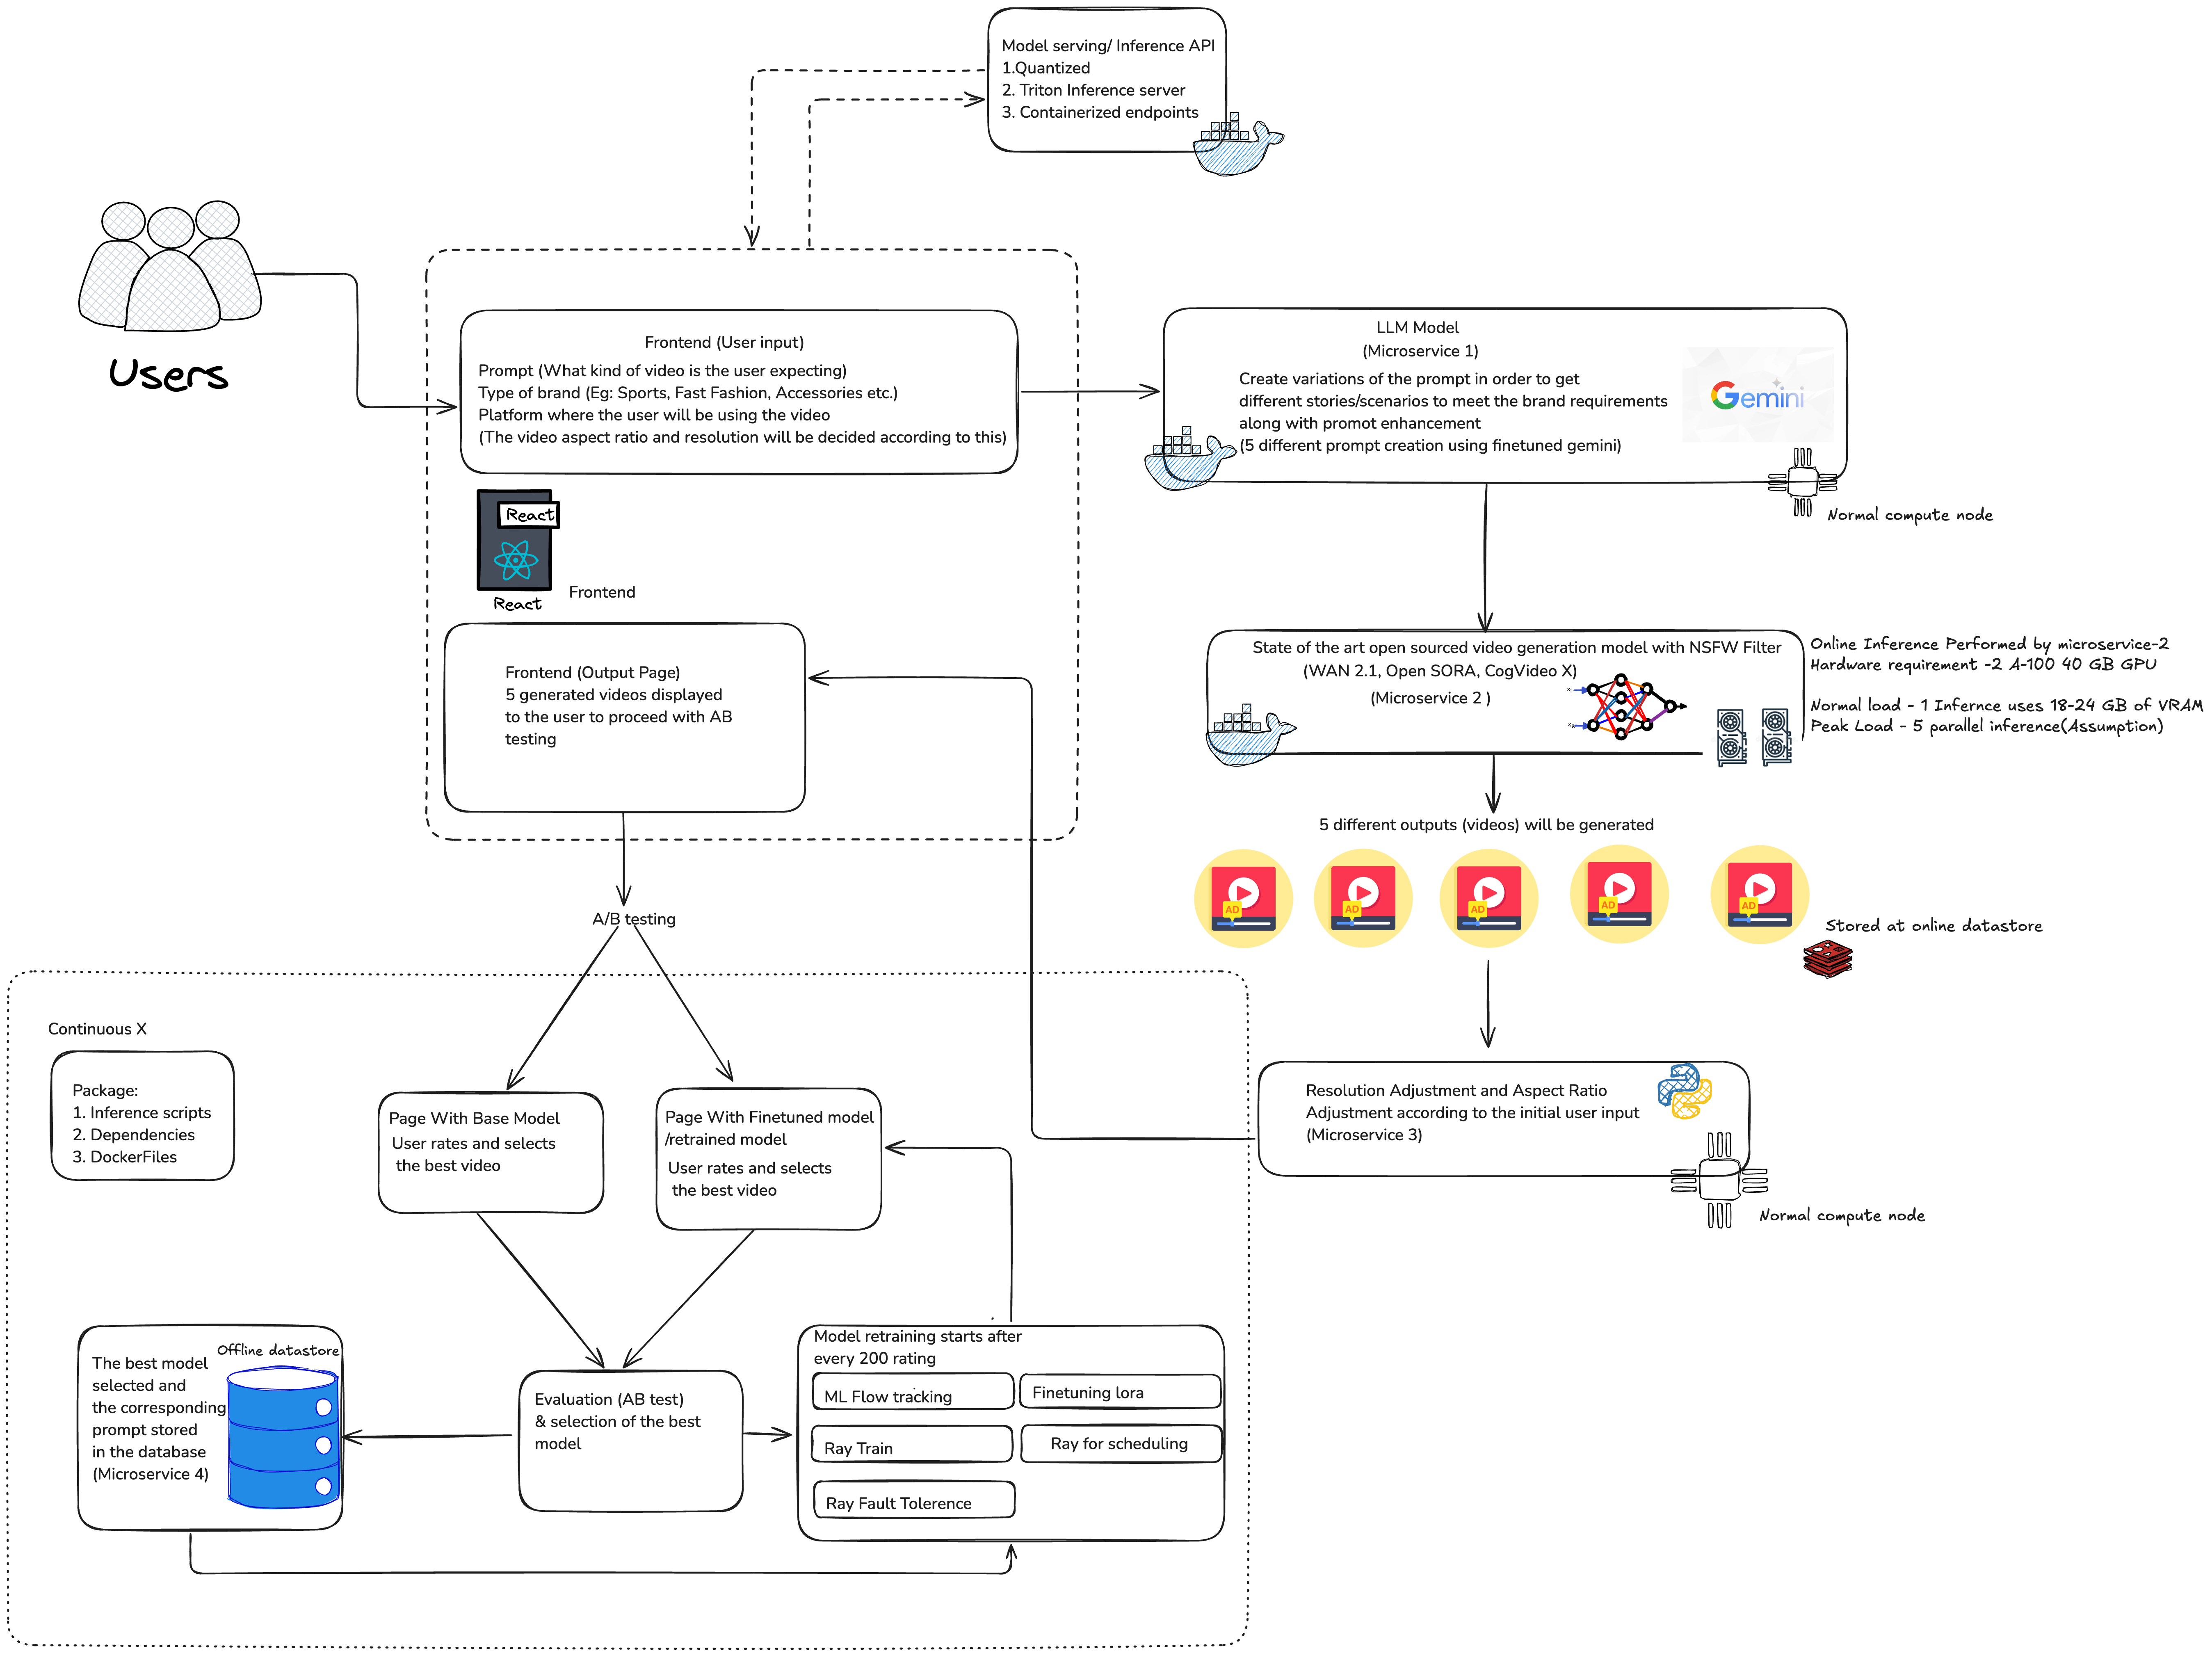 Model serving/ Inference API
1.Quantized
2. Triton Inference server
3. Containerized endpoints
Users
Frontend (User input)
Prompt (What kind of video is the user expecting)
Type of brand (Eg: Sports, Fast Fashion, Accessories etc.)
Platform where the user will be using the video
(The video aspect ratio and resolution will be decided according to this)
React
React
Frontend
LLM Model
(Microservice 1)
Create variations of the prompt in order to get
different stories/scenarios to meet the brand requirements
along with promot enhancement
(5 different prompt creation using finetuned gemini)
Gemini
Normal compute node
Frontend (Output Page)
5 generated videos displayed
to the user to proceed with AB
testing
State of the art open sourced video generation model with NSFW Filter
(WAN 2.1, Open SORA, CogVideo X)
(Microservice 2 )
Online Inference Performed by microservice-2
Hardware requirement -2 A-100 40 GB GPU
Normal load - 1 Infernce uses 18-24 GB of VRAM
Peak Load - 5 parallel inference(Assumption)
5 different outputs (videos) will be generated
AD
AD
AD
AD
AD
Stored at online datastore
A/B testing
Continuous X
Package:
1. Inference scripts
2. Dependencies
3. DockerFiles
Page With Base Model
User rates and selects
the best video
Page With Finetuned model
/retrained model
User rates and selects
the best video
Resolution Adjustment and Aspect Ratio
Adjustment according to the initial user input
(Microservice 3)
Normal compute node
Offline datastore
The best model
selected and
the corresponding
prompt stored
in the database
(Microservice 4)
Evaluation (AB test)
& selection of the best
model
Model retraining starts after
every 200 rating
ML Flow tracking
Finetuning lora
Ray Train
Ray for scheduling
Ray Fault Tolerence